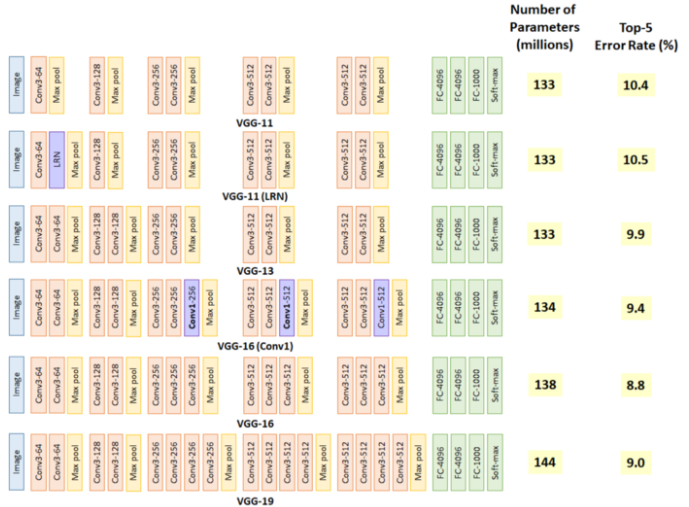 Number of
Parameters
(millions)
Top-5
Error Rate (%)
Image
Conv3-64
Max pool
Conv3-128
Max pool
Conv3-256
Conv3-256
Max pool
Conv3-512
Conv3-512
Max pool
Conv3-512
Conv3-512
Max pool
FC-4096
FC-4096
FC-1000
Soft-max
133
10.4
VGG-11
Image
Conv3-64
LRN
Max pool
Conv3-128
Max pool
Conv3-256
Conv3-256
Max pool
Conv3-512
Conv3-512
Max pool
Conv3-512
Conv3-512
Max pool
FC-4096
FC-4096
FC-1000
Soft-max
133
10.5
VGG-11 (LRN)
Image
Conv3-64
Conv3-64
Max pool
Conv3-128
Conv3-128
Max pool
Conv3-256
Conv3-256
Max pool
Conv3-512
Conv3-512
Max pool
Conv3-512
Conv3-512
Max pool
FC-4096
FC-4096
FC-1000
Soft-max
133
9.9
VGG-13
Image
Conv3-64
Conv3-64
Max pool
Conv3-128
Conv3-128
Max pool
Conv3-256
Conv3-256
Conv1-256
Max pool
Conv3-512
Conv3-512
Conv1-512
Max pool
Conv3-512
Conv3-512
Conv1-512
Max pool
FC-4096
FC-4096
FC-1000
Soft-max
134
9.4
VGG-16 (Conv1)
Image
Conv3-64
Conv3-64
Max pool
Conv3-128
Conv3-128
Max pool
Conv3-256
Conv3-256
Conv3-256
Max pool
Conv3-512
Conv3-512
Conv3-512
Max pool
Conv3-512
Conv3-512
Conv3-512
Max pool
FC-4096
FC-4096
FC-1000
Soft-max
138
8.8
VGG-16
Image
Conv3-64
Conv3-64
Max pool
Conv3-128
Conv3-128
Max pool
Conv3-256
Conv3-256
Conv3-256
Conv3-256
Max pool
Conv3-512
Conv3-512
Conv3-512
Conv3-512
Max pool
Conv3-512
Conv3-512
Conv3-512
Conv3-512
Max pool
FC-4096
FC-4096
FC-1000
Soft-max
144
9.0
VGG-19